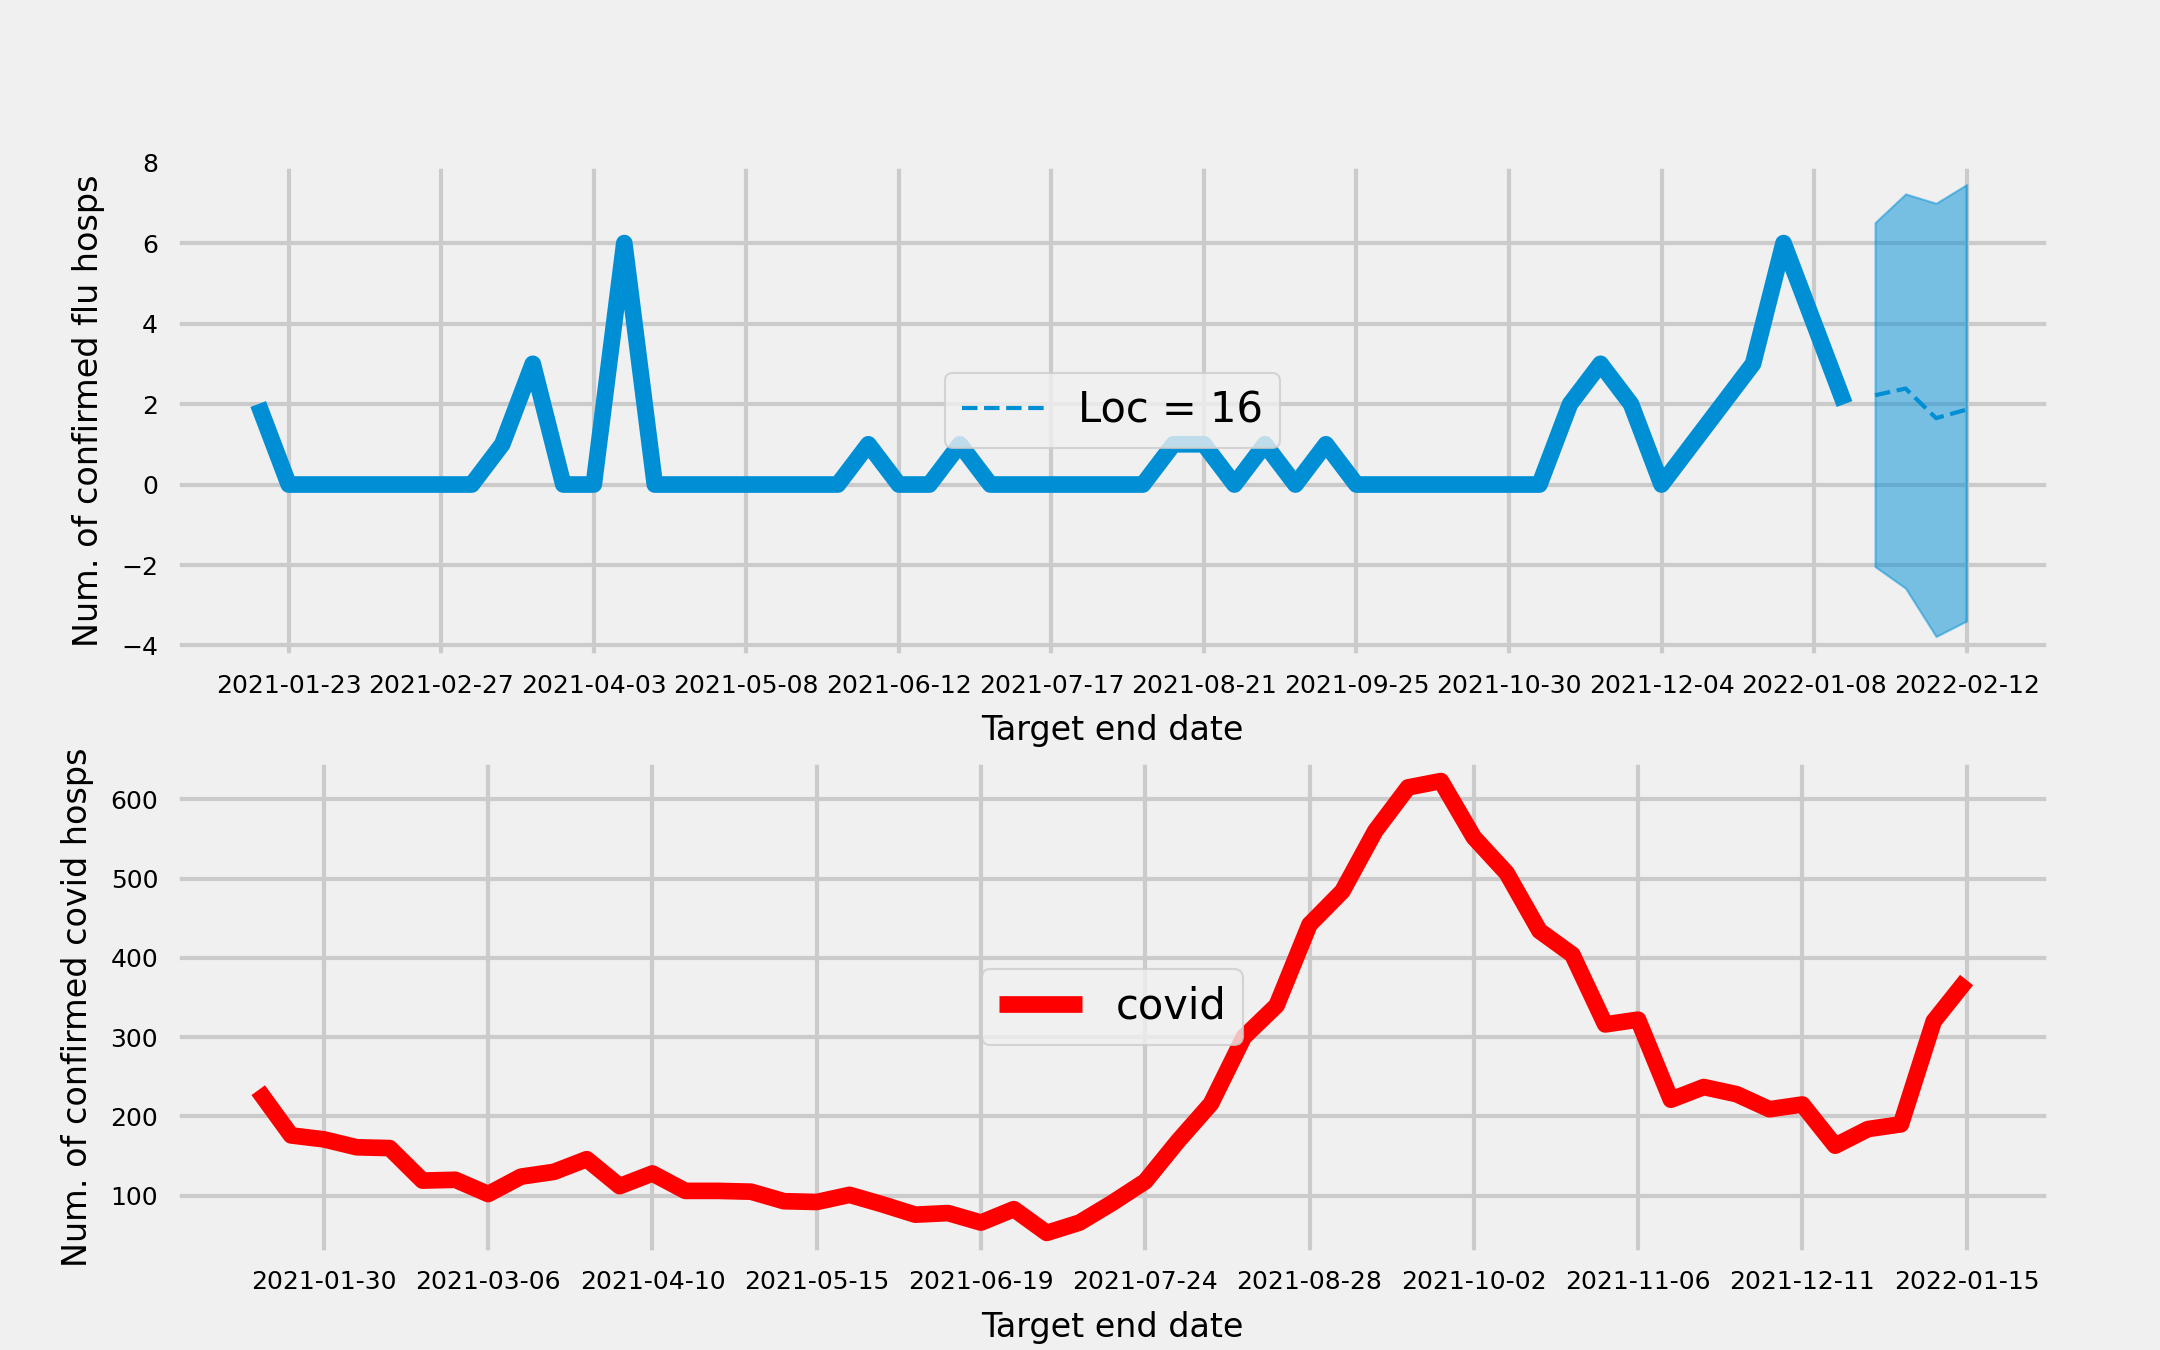 Num. of confirmed flu hosps
8
6
4
2
0
−2
−4
Loc = 16
2021-01-23 2021-02-27 2021-04-03 2021-05-08 2021-06-12 2021-07-17 2021-08-21 2021-09-25 2021-10-30 2021-12-04 2022-01-08 2022-02-12
Target end date
Num. of confirmed covid hosps
600
500
400
300
200
100
covid
2021-01-30 2021-03-06 2021-04-10 2021-05-15 2021-06-19 2021-07-24 2021-08-28 2021-10-02 2021-11-06 2021-12-11 2022-01-15
Target end date